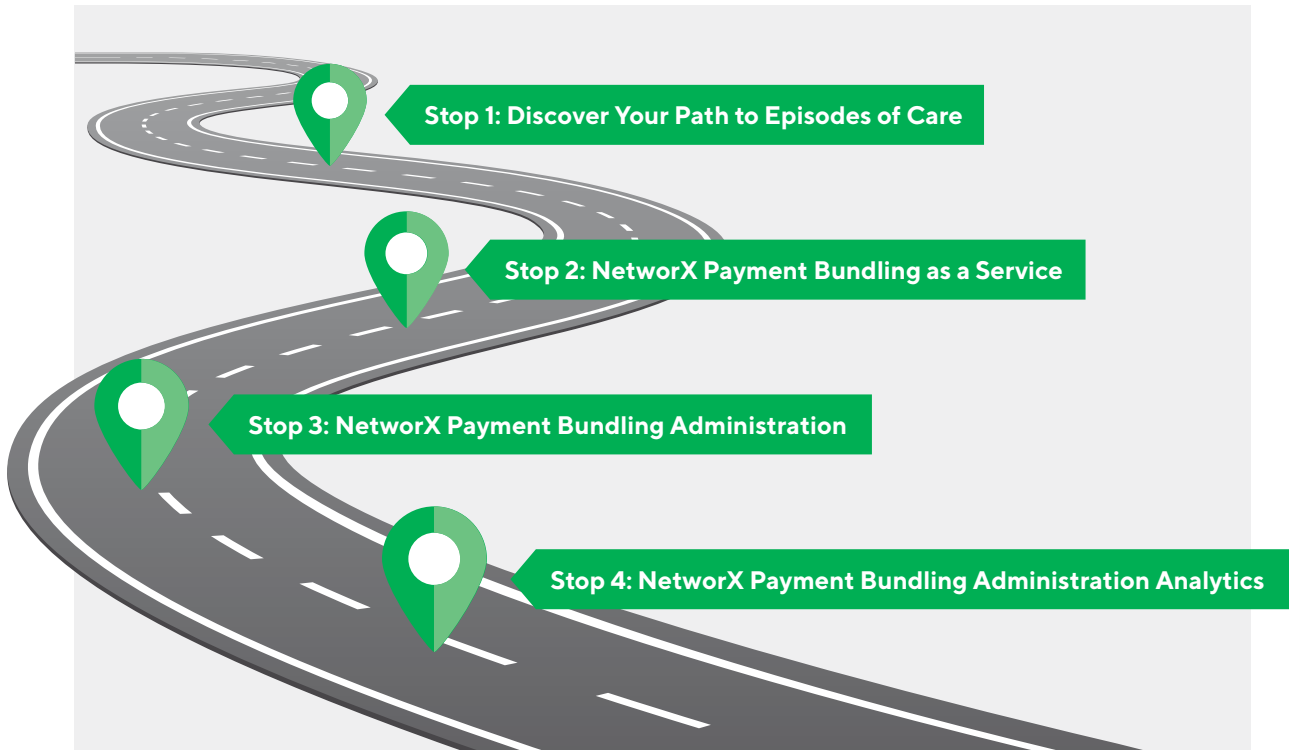 Stop 1: Discover Your Path to Episodes of Care
Stop 2: NetworX Payment Bundling as a Service
Stop 3: NetworX Payment Bundling Administration
Stop 4: NetworX Payment Bundling Administration Analytics